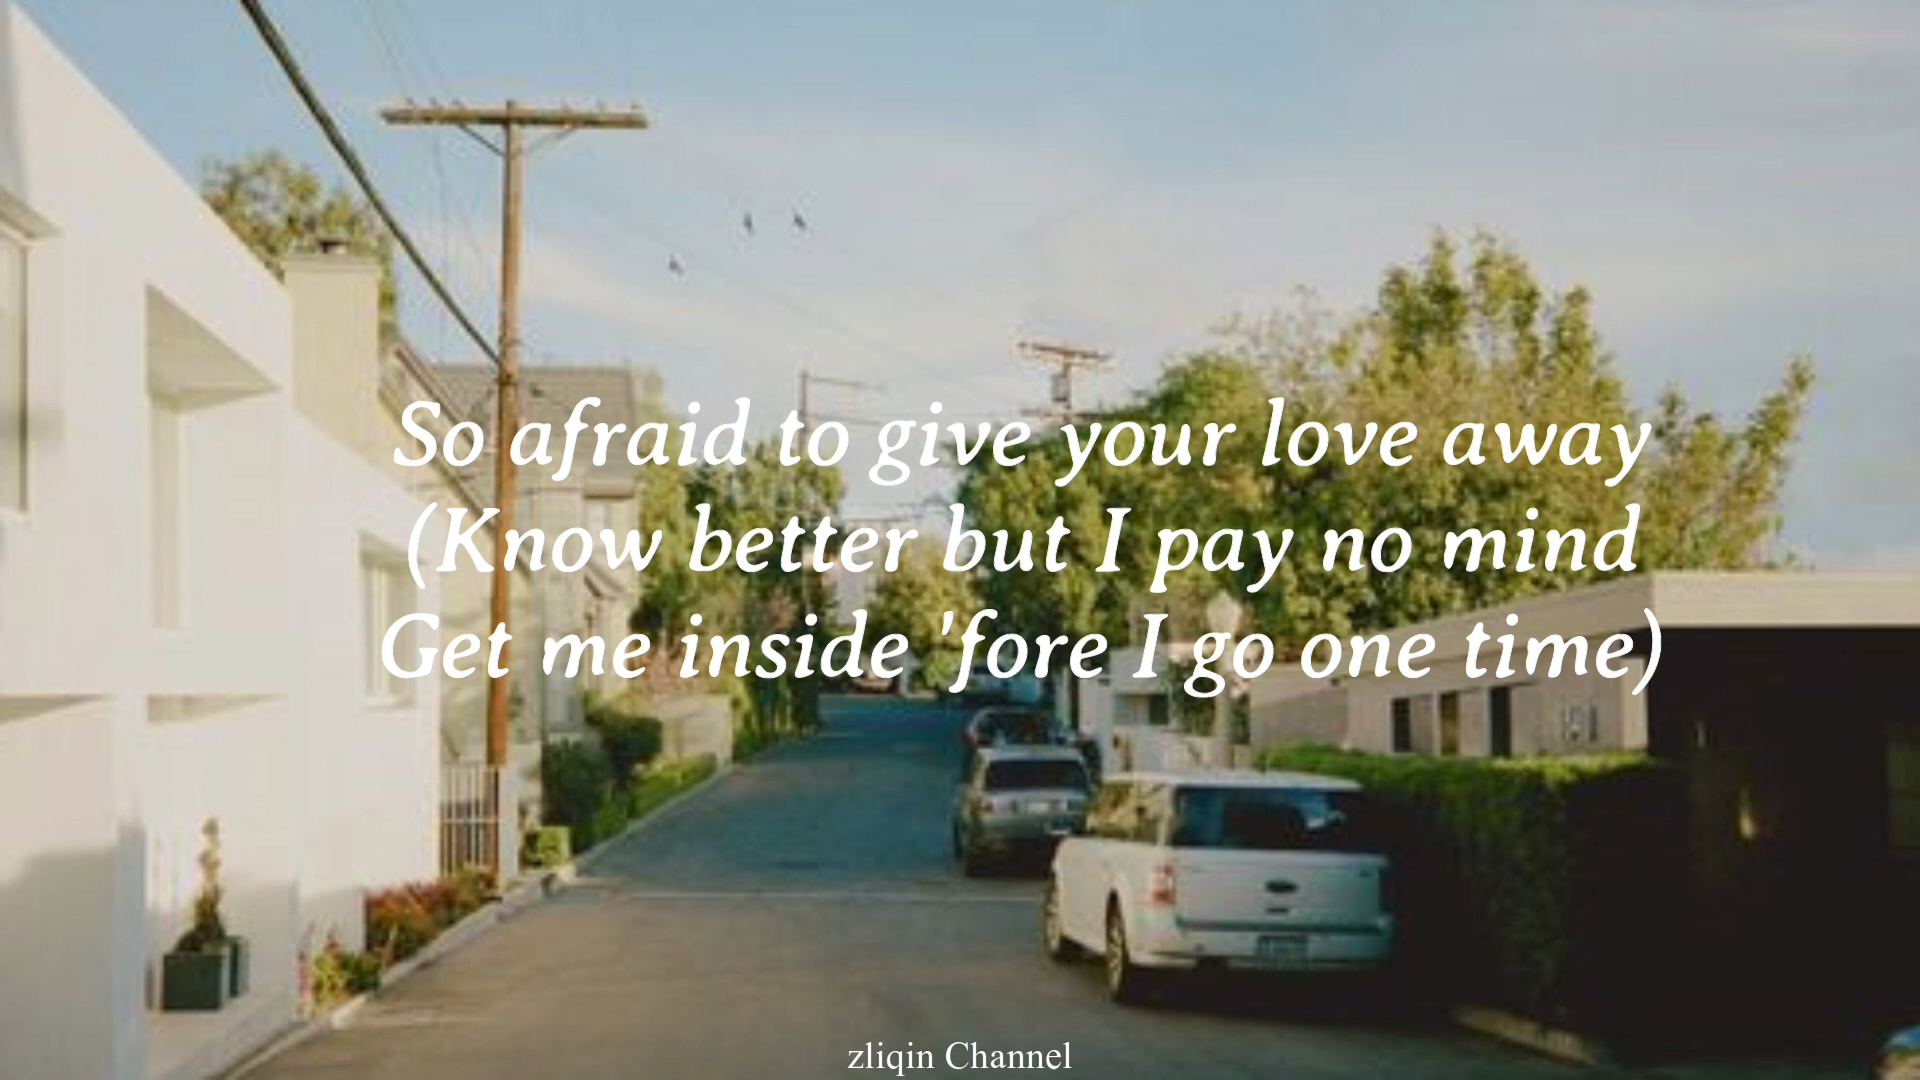 So afraid to give your love away
(Know better but I pay no mind
Get me inside 'fore I go one time)
zliqin Channel